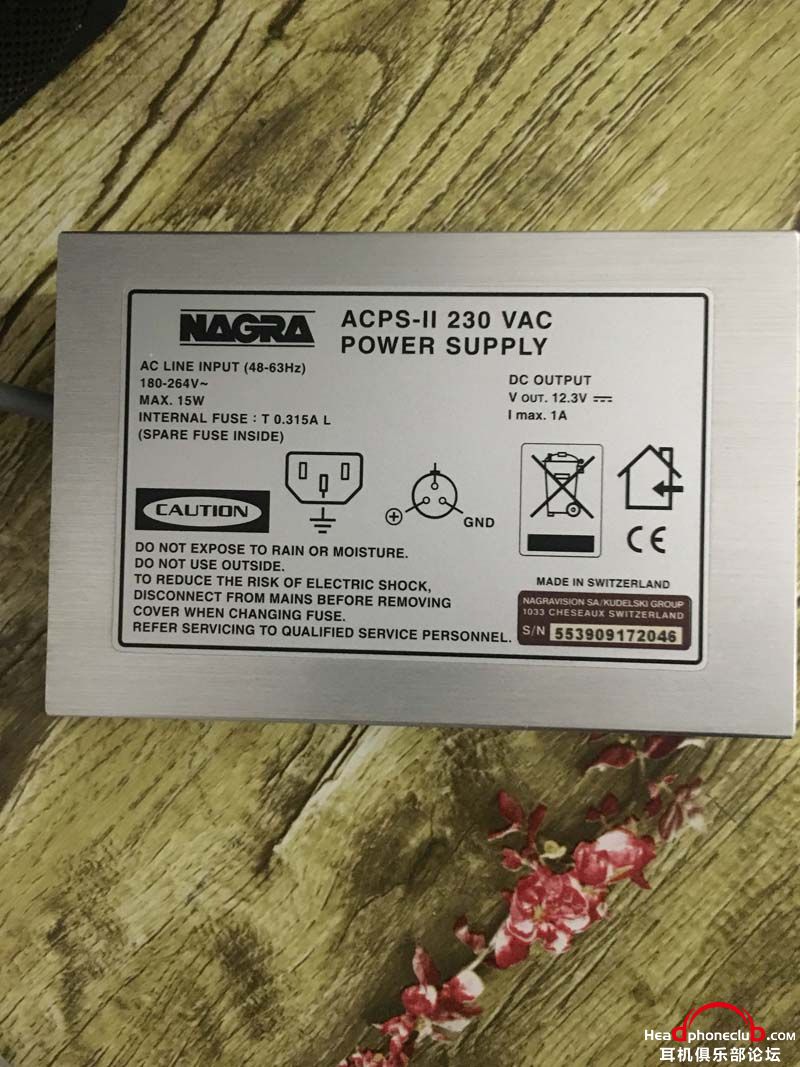 NAGRA
ACPS-II 230 VAC
POWER SUPPLY
AC LINE INPUT (48-63Hz)
180-264V~
MAX. 15W
INTERNAL FUSE : T 0.315A L
(SPARE FUSE INSIDE)
DC OUTPUT
V OUT. 12.3V
I max. 1A
GND
CAUTION
DO NOT EXPOSE TO RAIN OR MOISTURE.
DO NOT USE OUTSIDE.
TO REDUCE THE RISK OF ELECTRIC SHOCK,
DISCONNECT FROM MAINS BEFORE REMOVING
COVER WHEN CHANGING FUSE.
REFER SERVICING TO QUALIFIED SERVICE PERSONNEL.
CE
MADE IN SWITZERLAND
NAGRAVISION SA/KUDELSKI GROUP
1033 CHESEAUX SWITZERLAND
S/N 553909172046
Headphoneclub.com
耳机俱乐部论坛